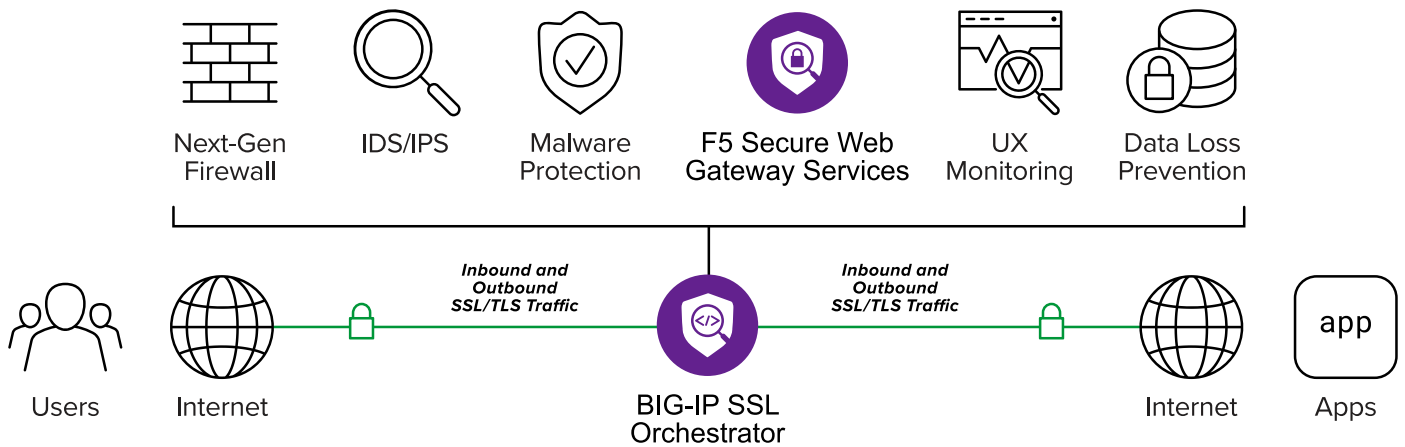 Next-Gen
Firewall
IDS/IPS
Malware
Protection
F5 Secure Web
Gateway Services
UX
Monitoring
Data Loss
Prevention
Inbound and
Outbound
SSL/TLS Traffic
Inbound and
Outbound
SSL/TLS Traffic
</>
app
Users
Internet
BIG-IP SSL
Orchestrator
Internet
Apps